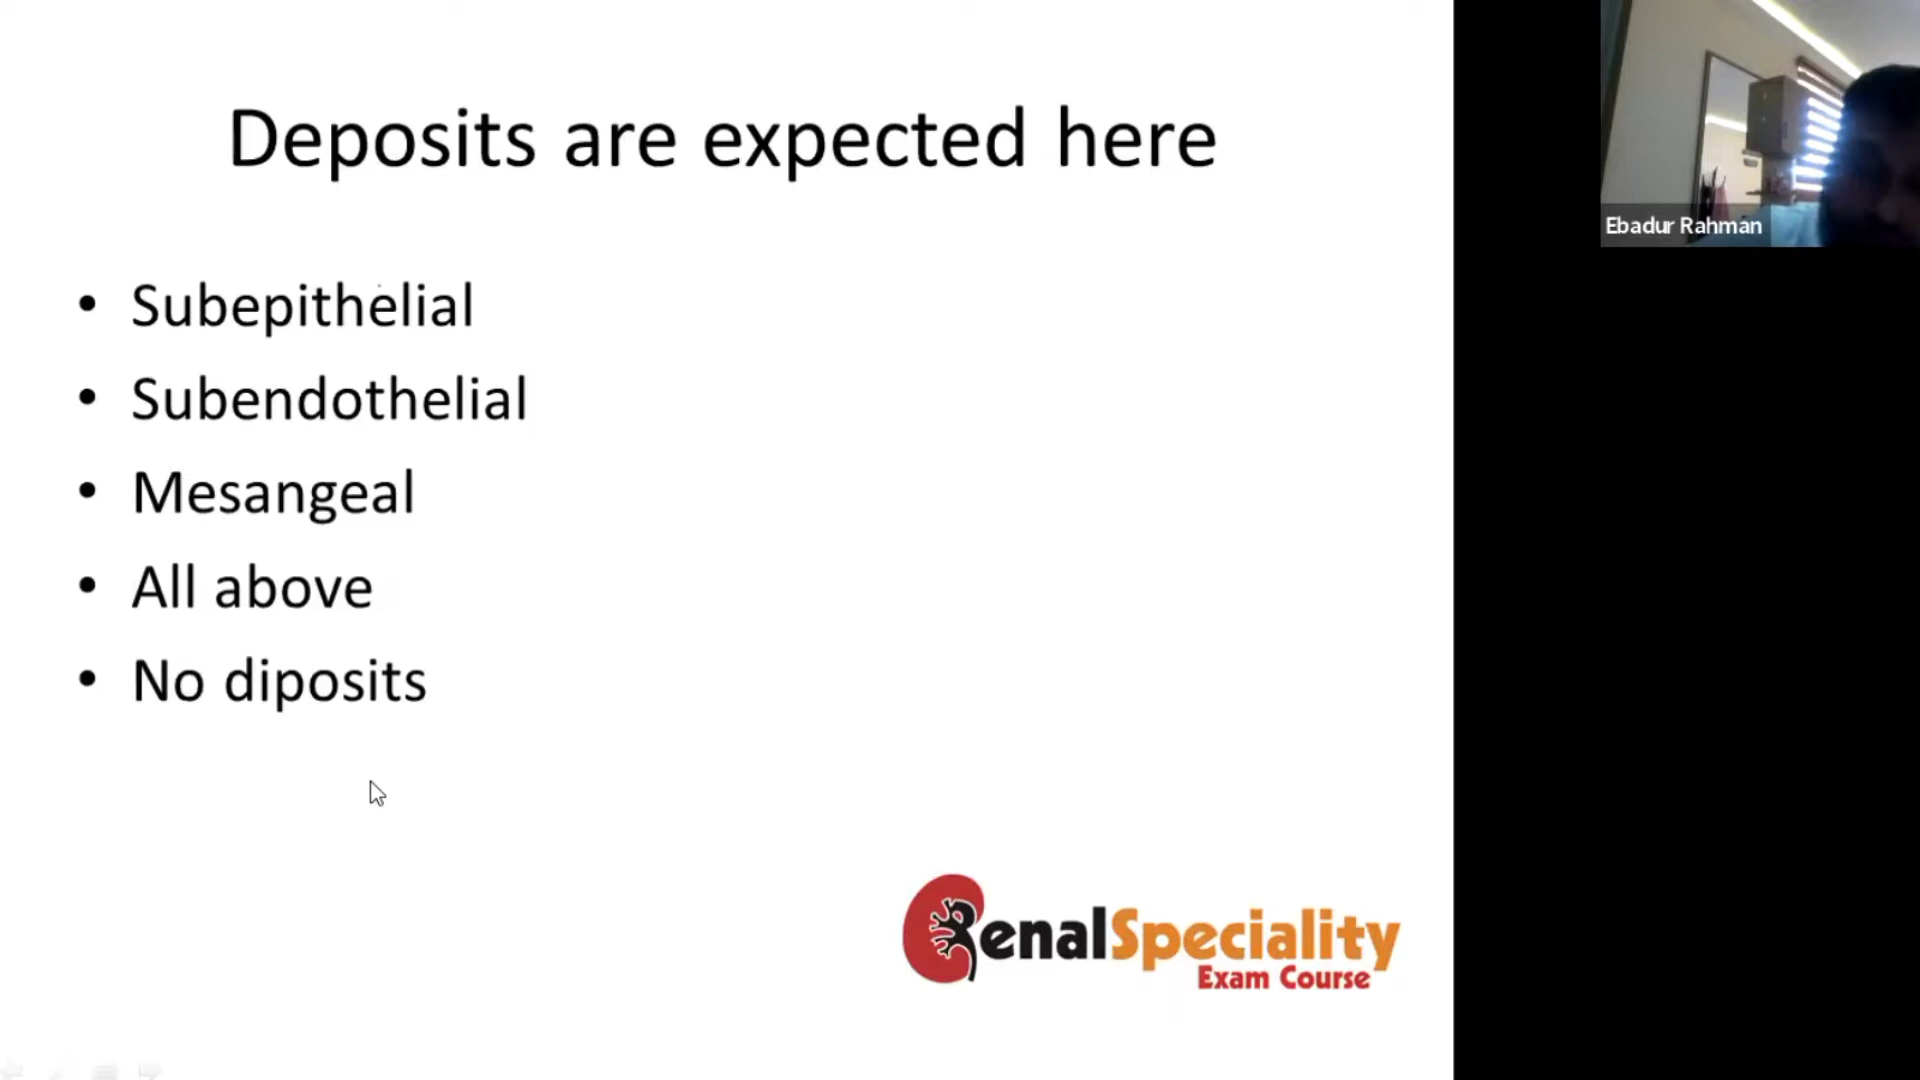 Deposits are expected here
• Subepithelial
• Subendothelial
• Mesangeal
• All above
• No diposits
Ebadur Rahman
RenalSpeciality
Exam Course